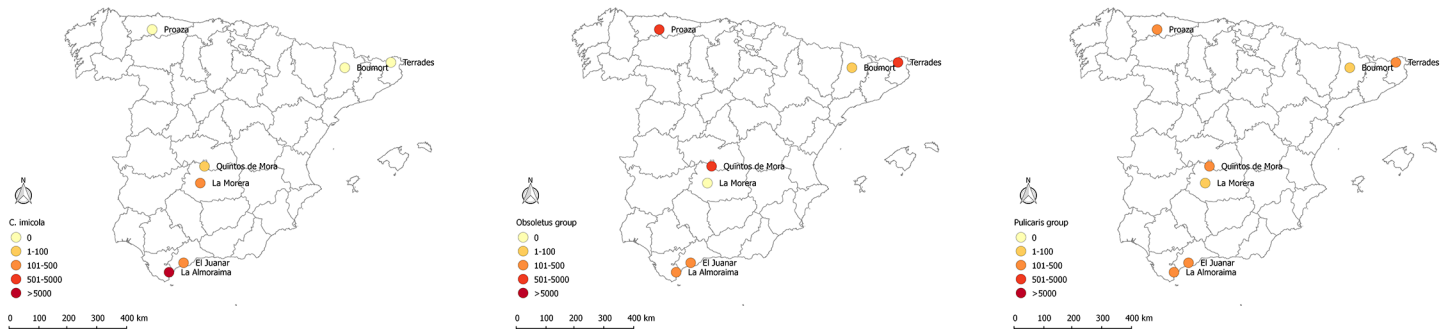 Proaza
Terrades
Boumort
Quintos de Mora
La Morera
N
C. imicola
0
1-100
101-500
501-5000
>5000
El Juanar
La Almoraima
0 100 200 300 400 km
Proaza
Terrades
Boumort
Quintos de Mora
La Morera
N
Obsoletus group
0
1-100
101-500
501-5000
>5000
El Juanar
La Almoraima
0 100 200 300 400 km
Proaza
Terrades
Boumort
Quintos de Mora
La Morera
N
Pulicaris group
0
1-100
101-500
501-5000
>5000
El Juanar
La Almoraima
0 100 200 300 400 km